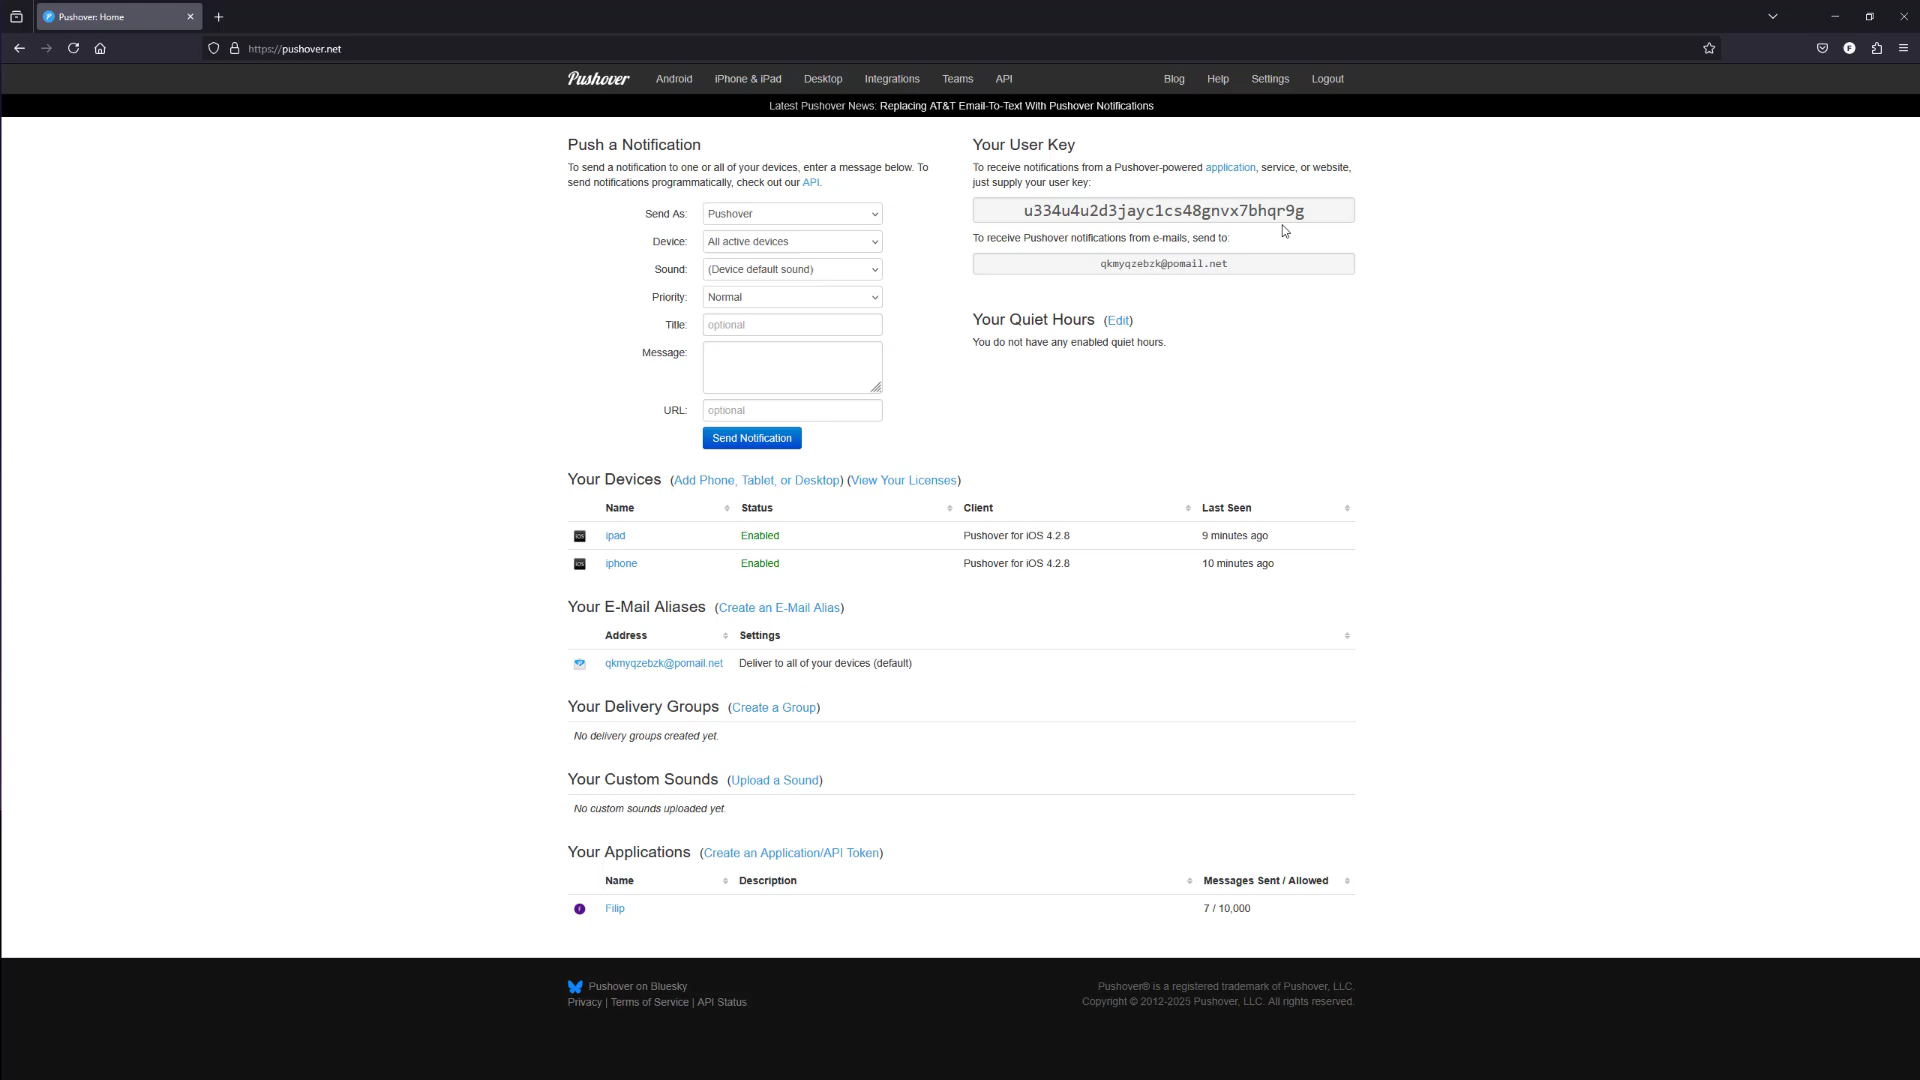 Pushover: Home
https://pushover.net
Pushover Android iPhone & iPad Desktop Integrations Teams API Blog Help Settings Logout
Latest Pushover News: Replacing AT&T Email-To-Text With Pushover Notifications
Push a Notification
To send a notification to one or all of your devices, enter a message below. To
send notifications programmatically, check out our API.
Send As: Pushover
Device: All active devices
Sound: (Device default sound)
Priority: Normal
Title: optional
Message:
URL: optional
Send Notification
Your User Key
To receive notifications from a Pushover-powered application, service, or website,
just supply your user key:
u334u4u2d3jayc1cs48gnvx7bhqr9g
To receive Pushover notifications from e-mails, send to:
qkmyqzebzk@pomail.net
Your Quiet Hours (Edit)
You do not have any enabled quiet hours.
Your Devices (Add Phone, Tablet, or Desktop) (View Your Licenses)
Name Status Client Last Seen
iOS ipad Enabled Pushover for iOS 4.2.8 9 minutes ago
iOS iphone Enabled Pushover for iOS 4.2.8 10 minutes ago
Your E-Mail Aliases (Create an E-Mail Alias)
Address Settings
qkmyqzebzk@pomail.net Deliver to all of your devices (default)
Your Delivery Groups (Create a Group)
No delivery groups created yet.
Your Custom Sounds (Upload a Sound)
No custom sounds uploaded yet.
Your Applications (Create an Application/API Token)
Name Description Messages Sent / Allowed
Filip 7 / 10,000
Pushover on Bluesky
Privacy | Terms of Service | API Status
Pushover® is a registered trademark of Pushover, LLC.
Copyright © 2012-2025 Pushover, LLC. All rights reserved.